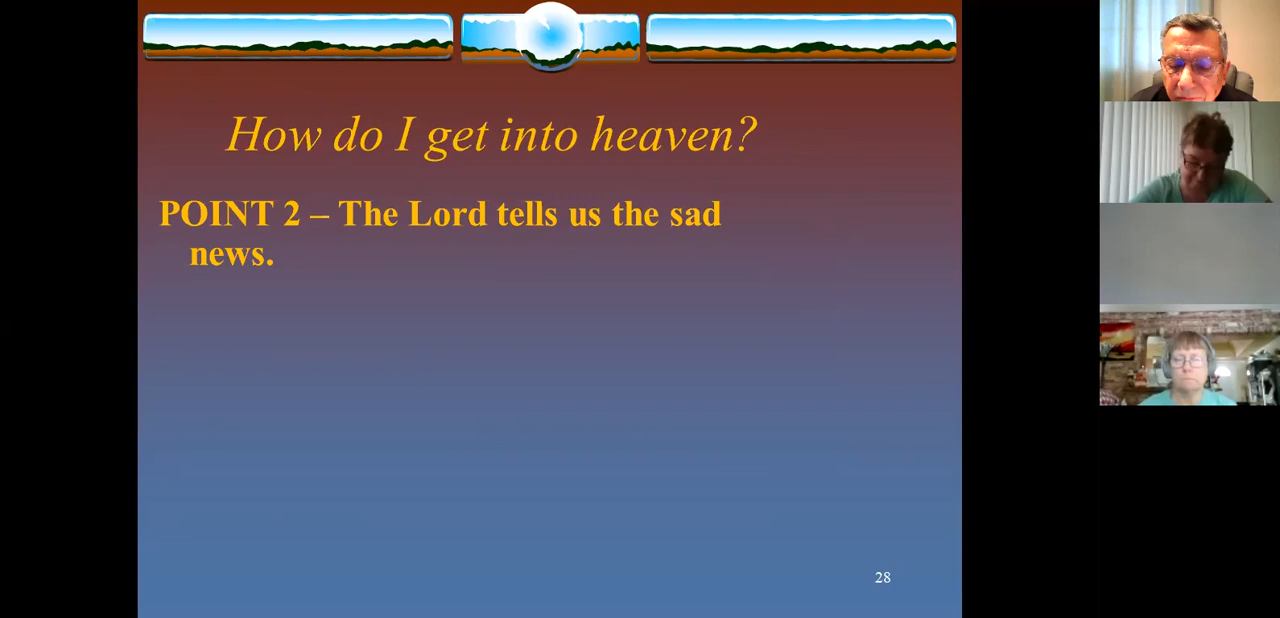 How do I get into heaven?
POINT 2 – The Lord tells us the sad
news.
28